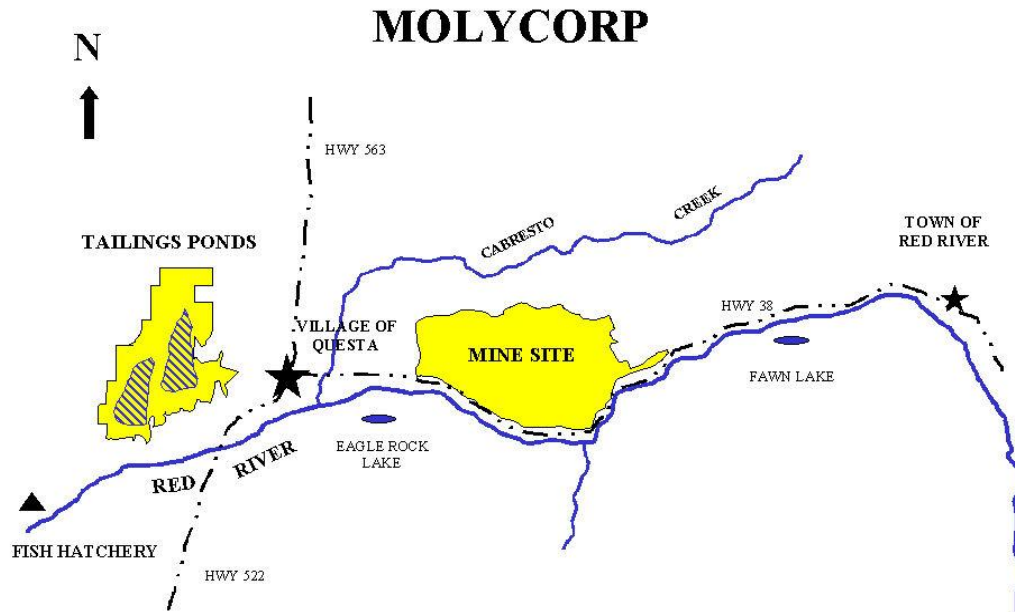 MOLYCORP
N
HWY 563
CABRESTO CREEK
TOWN OF
RED RIVER
TAILINGS PONDS
HWY 38
VILLAGE OF
QUESTA
MINE SITE
FAWN LAKE
EAGLE ROCK
LAKE
RED RIVER
FISH HATCHERY
HWY 522